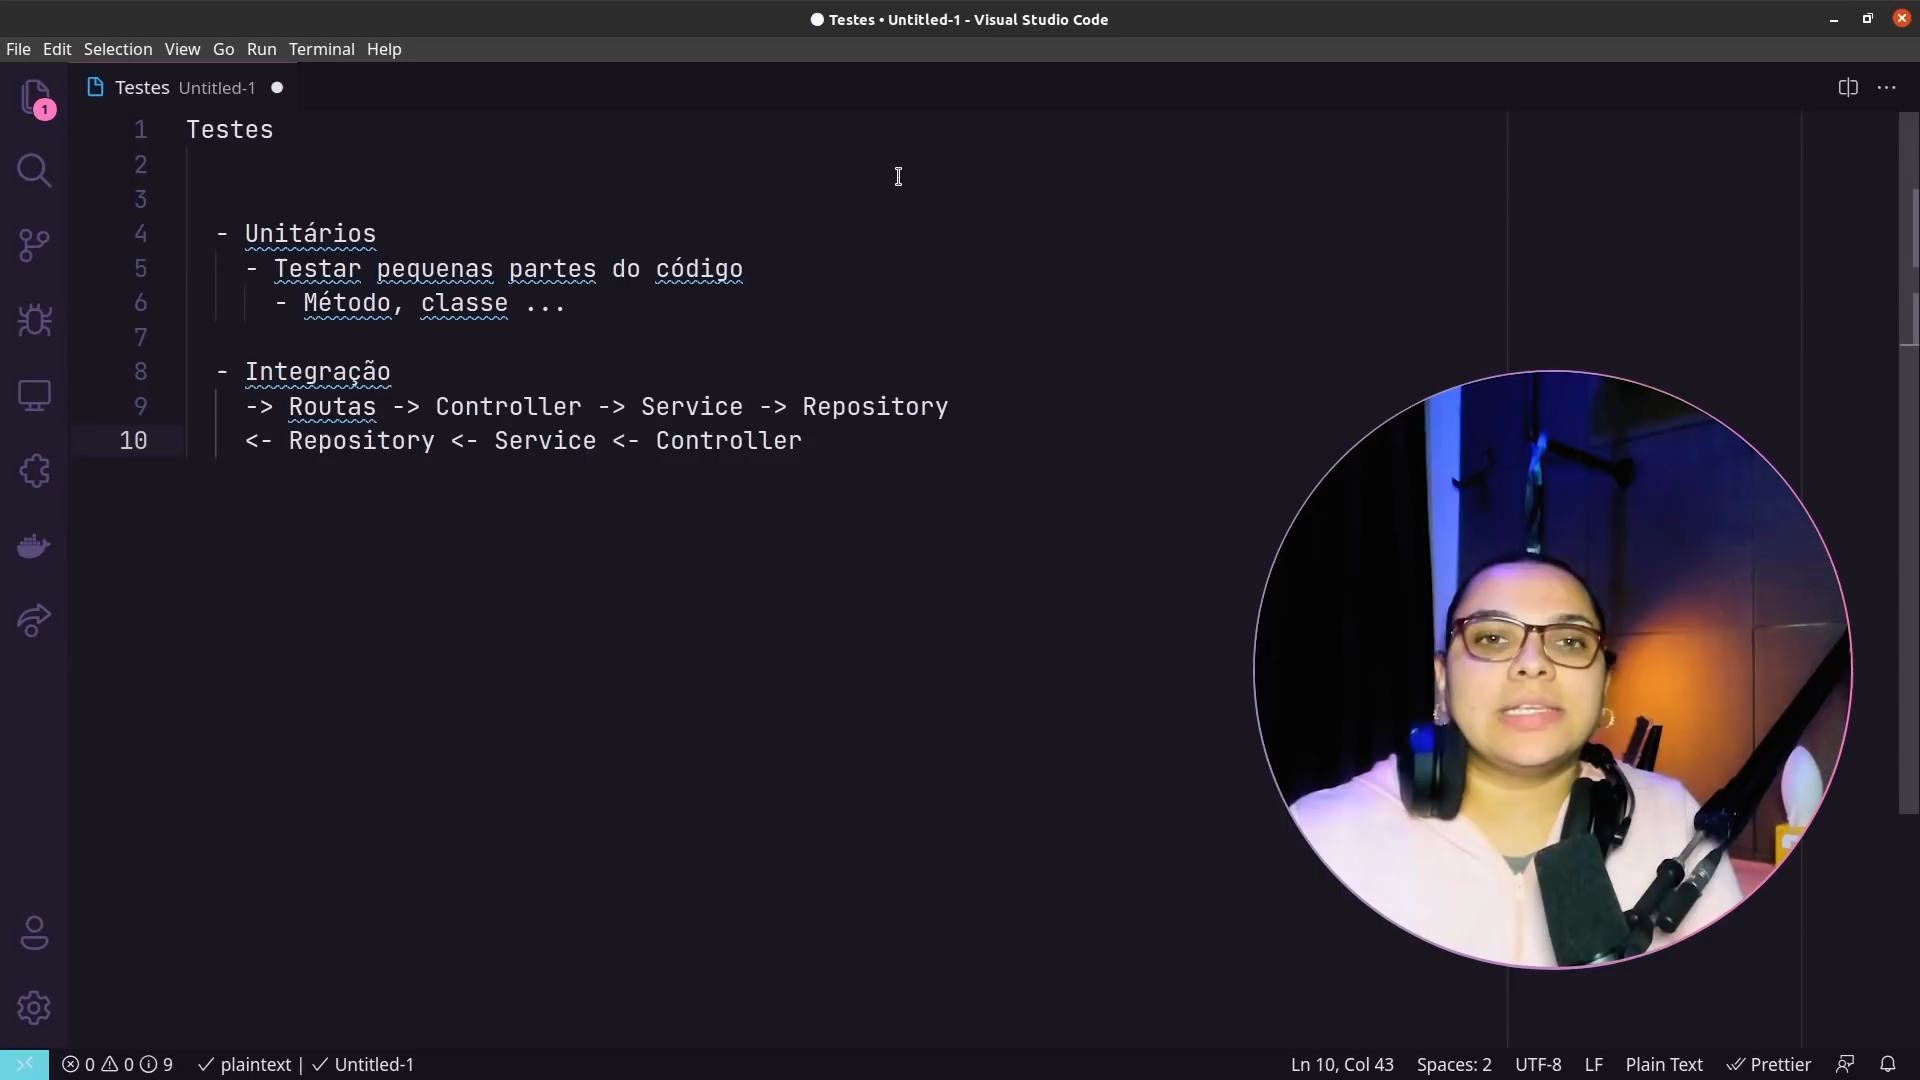 Testes • Untitled-1 - Visual Studio Code
File Edit Selection View Go Run Terminal Help
1
Testes Untitled-1
1 Testes
2
3
4 - Unitários
5 - Testar pequenas partes do código
6 - Método, classe ...
7
8 - Integração
9 -> Routas -> Controller -> Service -> Repository
10 <- Repository <- Service <- Controller
0 0 9 plaintext | Untitled-1 Ln 10, Col 43 Spaces: 2 UTF-8 LF Plain Text Prettier